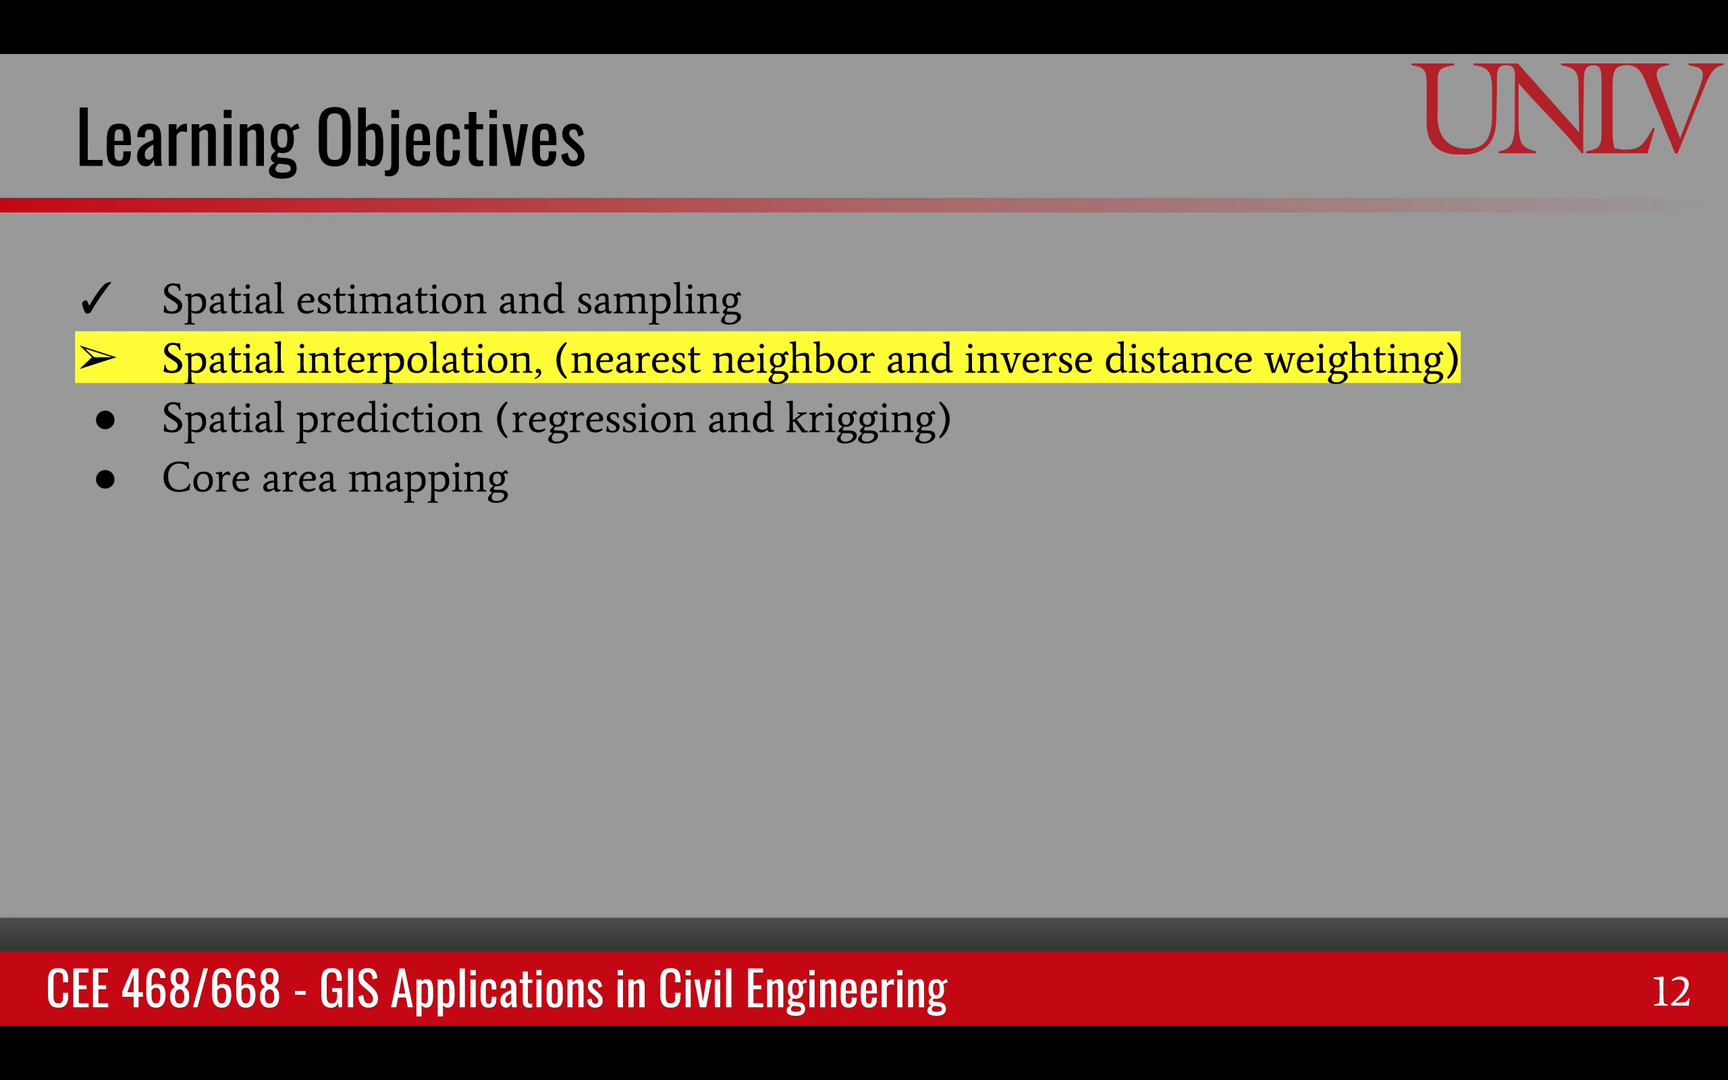 UNLV
Learning Objectives
✓ Spatial estimation and sampling
➢ Spatial interpolation, (nearest neighbor and inverse distance weighting)
● Spatial prediction (regression and krigging)
● Core area mapping
CEE 468/668 - GIS Applications in Civil Engineering
12